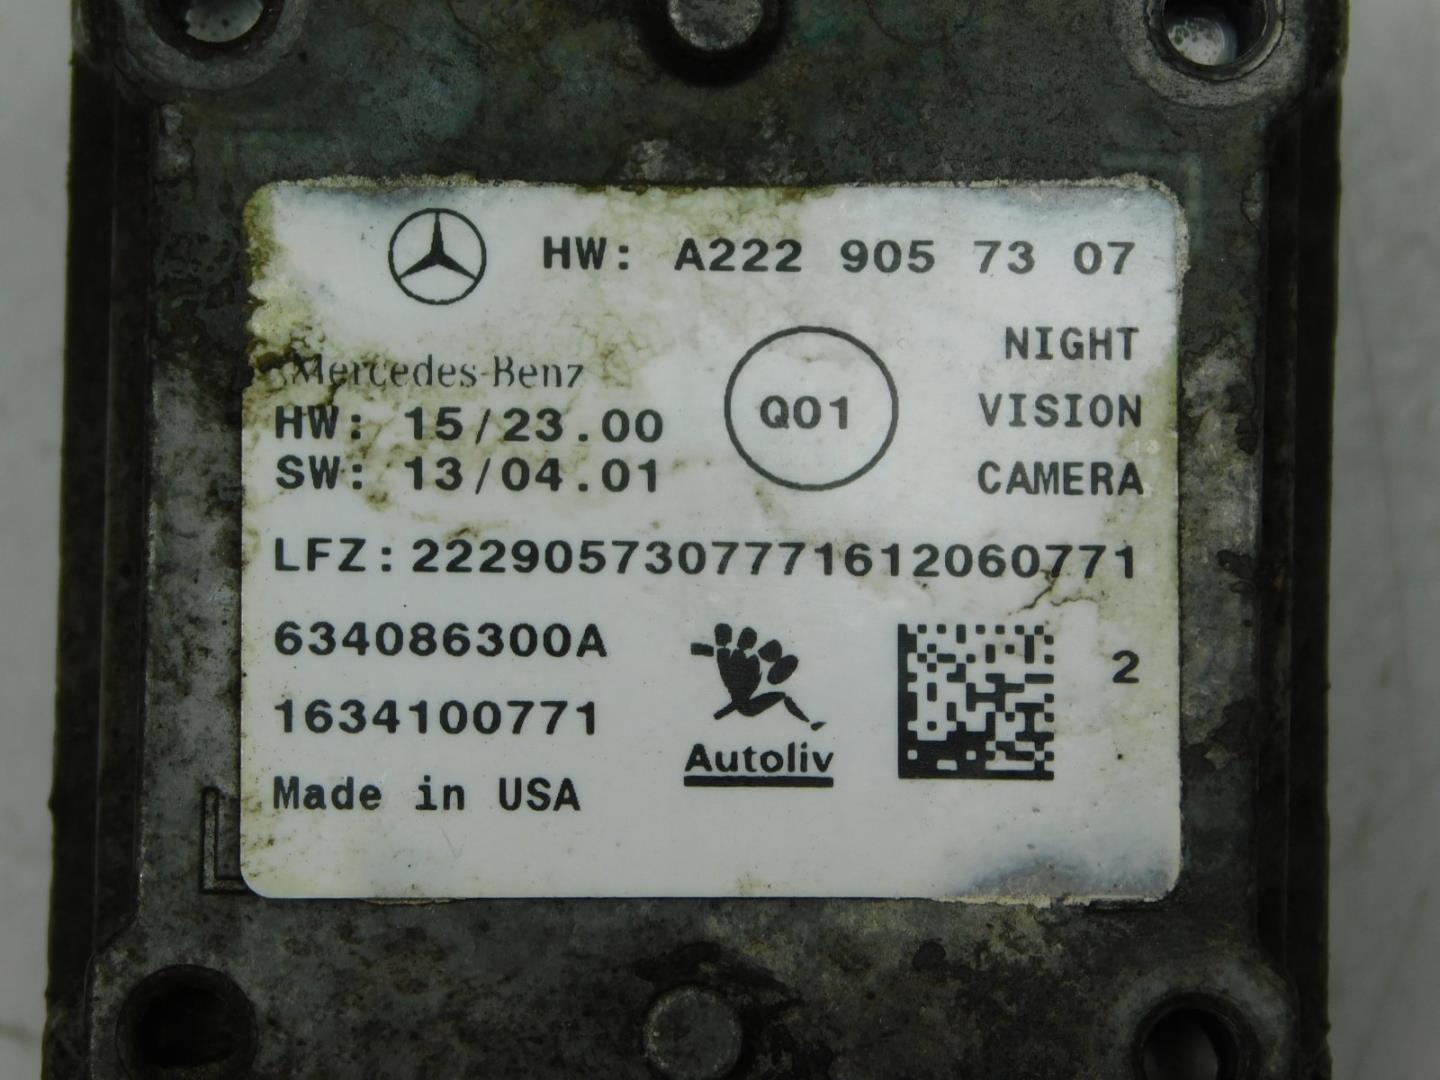 HW: A222 905 73 07
Mercedes-Benz
HW: 15/23.00
SW: 13/04.01
Q01
NIGHT
VISION
CAMERA
LFZ:2229057307771612060771
634086300A
1634100771
Made in USA
Autoliv
2